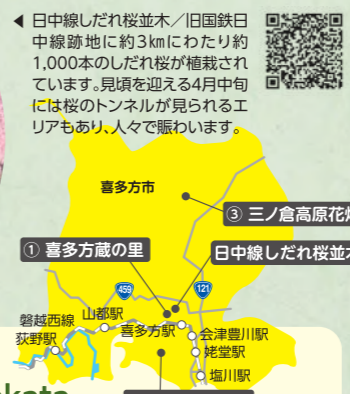 ◀ 日中線しだれ桜並木／旧国鉄日
中線跡地に約3㎞にわたり約
1,000本のしだれ桜が植栽され
ています。見頃を迎える4月中旬
には桜のトンネルが見られるエ
リアもあり、人々で賑わいます。
喜多方市
③ 三ノ倉高原花畑
① 喜多方蔵の里
日中線しだれ桜並木
459
121
磐越西線
山都駅
荻野駅
喜多方駅
会津豊川駅
姥堂駅
塩川駅